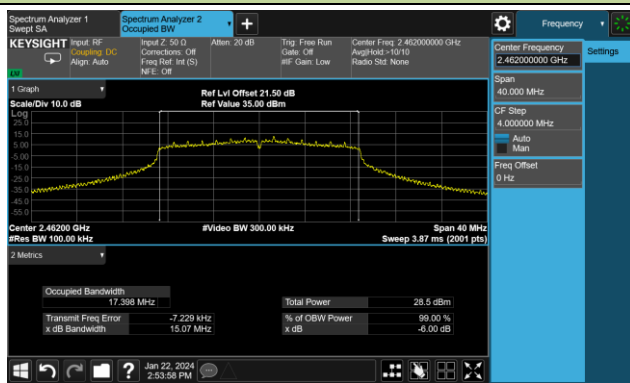 Spectrum Analyzer 1
Swept SA
Spectrum Analyzer 2
Occupied BW
+
Frequency
KEYSIGHT
Input: RF
Coupling: DC
Align: Auto
Input Z: 50 Ω
Corrections: Off
Freq Ref: Int (S)
NFE: Off
Atten: 20 dB
Trig: Free Run
Gate: Off
#IF Gain: Low
Center Freq: 2.462000000 GHz
Avg|Hold:>10/10
Radio Std: None
Center Frequency
2.462000000 GHz
Settings
Span
40.000 MHz
CF Step
4.000000 MHz
Auto
Man
Freq Offset
0 Hz
1 Graph
Scale/Div 10.0 dB
Ref Lvl Offset 21.50 dB
Ref Value 35.00 dBm
Log
25.0
15.0
5.00
-5.00
-15.0
-25.0
-35.0
-45.0
-55.0
Center 2.46200 GHz
#Res BW 100.00 kHz
#Video BW 300.00 kHz
Span 40 MHz
Sweep 3.87 ms (2001 pts)
2 Metrics
Occupied Bandwidth
17.398 MHz
Total Power 28.5 dBm
Transmit Freq Error -7.229 kHz
% of OBW Power 99.00 %
x dB Bandwidth 15.07 MHz
x dB -6.00 dB
?
Jan 22, 2024
2:53:58 PM